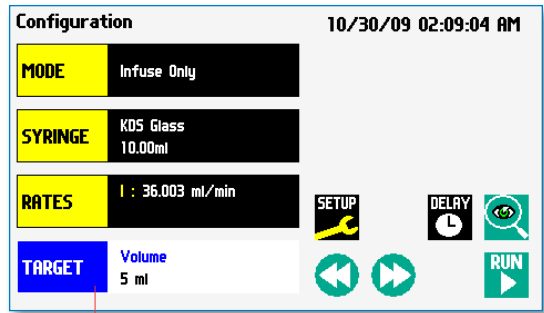 Configuration
10/30/09 02:09:04 AM
MODE
Infuse Only
SYRINGE
KDS Glass
10.00ml
RATES
I : 36.003 ml/min
SETUP
DELAY
TARGET
Volume
5 ml
RUN